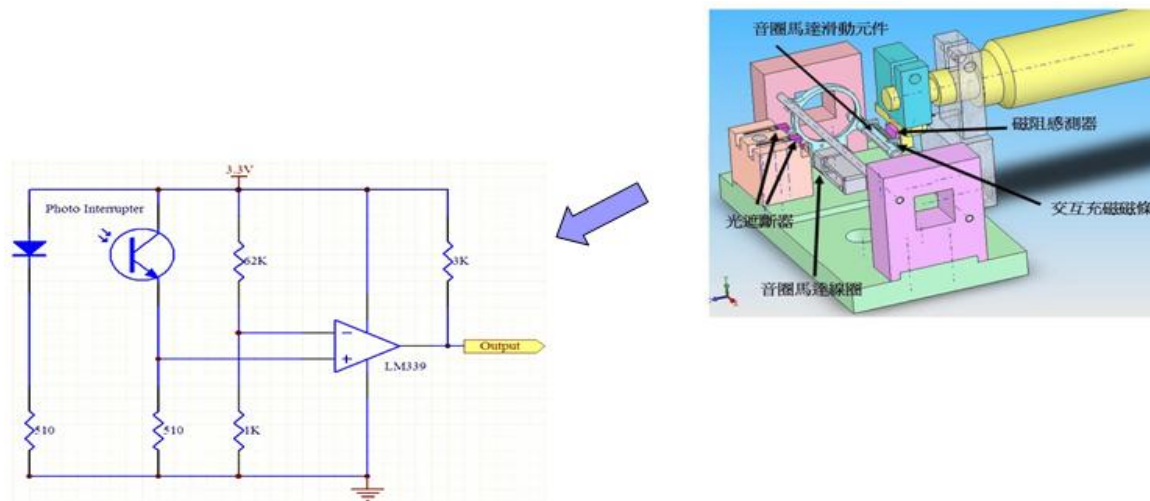 3.3V
Photo Interrupter
62K
3K
LM339
Output
510
510
1K
音圈馬達滑動元件
磁阻感測器
光遮斷器
交互充磁磁條
音圈馬達線圈